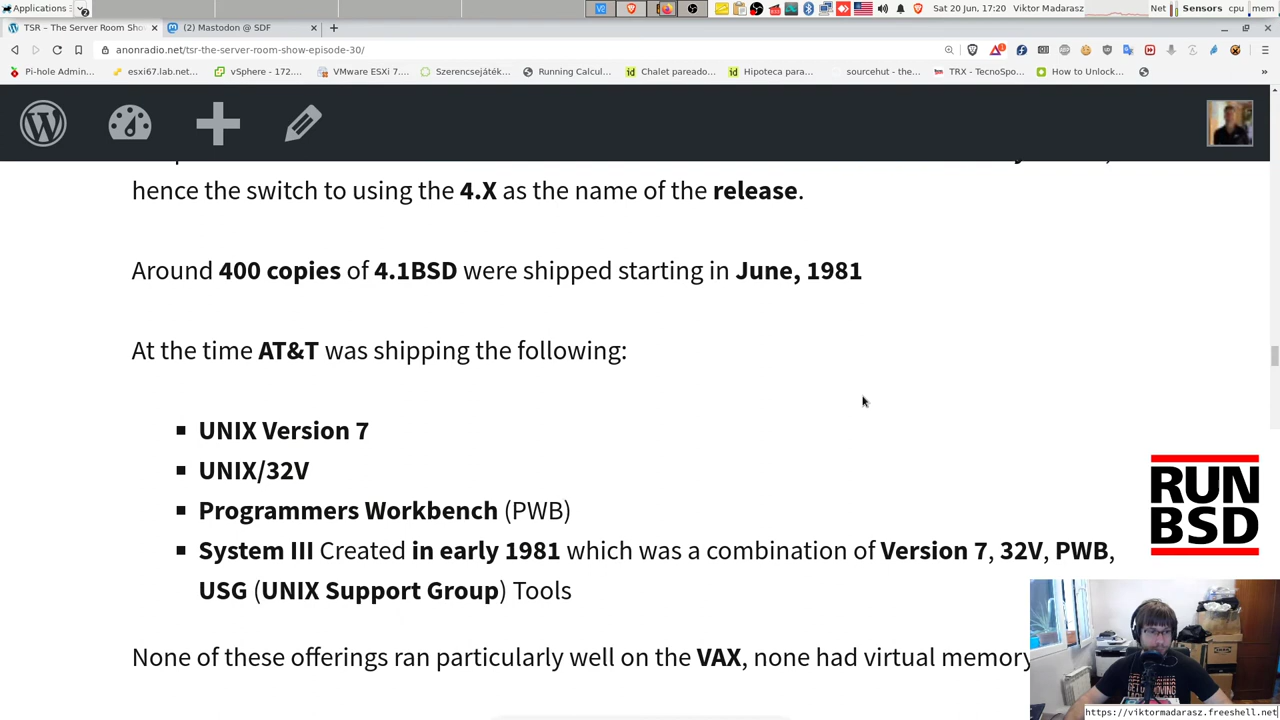 Applications
Sat 20 Jun, 17:20 Viktor Madarasz
Net Sensors cpu mem
TSR - The Server Room Sho
(2) Mastodon @ SDF
anonradio.net/tsr-the-server-room-show-episode-30/
Pi-hole Admin... esxi67.lab.net... vSphere - 172.... VMware ESXi 7.... Szerencsejáték... Running Calcul... Chalet pareado... Hipoteca para... sourcehut - the... TRX - TecnoSpo... How to Unlock... »
hence the switch to using the 4.X as the name of the release.
Around 400 copies of 4.1BSD were shipped starting in June, 1981
At the time AT&T was shipping the following:
UNIX Version 7
UNIX/32V
Programmers Workbench (PWB)
System III Created in early 1981 which was a combination of Version 7, 32V, PWB,
USG (UNIX Support Group) Tools
None of these offerings ran particularly well on the VAX, none had virtual memory
RUN
BSD
https://viktormadarasz.freeshell.net